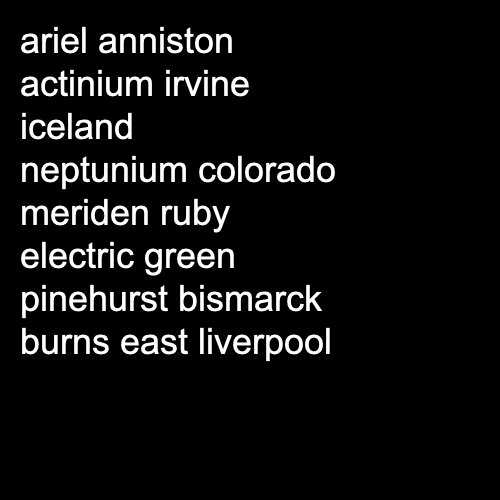 ariel anniston
actinium irvine
iceland
neptunium colorado
meriden ruby
electric green
pinehurst bismarck
burns east liverpool